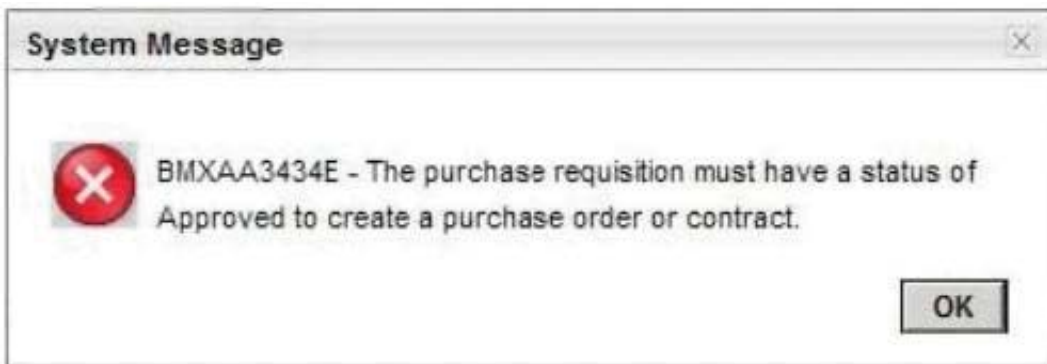 System Message
BMXAA3434E - The purchase requisition must have a status of
Approved to create a purchase order or contract.
OK